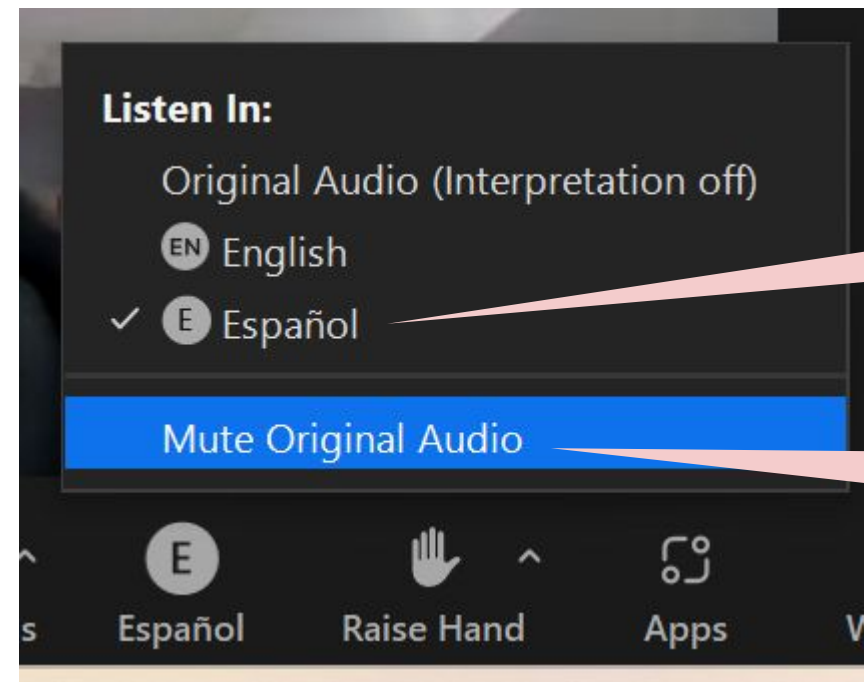 Listen In:
Original Audio (Interpretation off)
EN English
E Español
Mute Original Audio
E
Español
Raise Hand
Apps